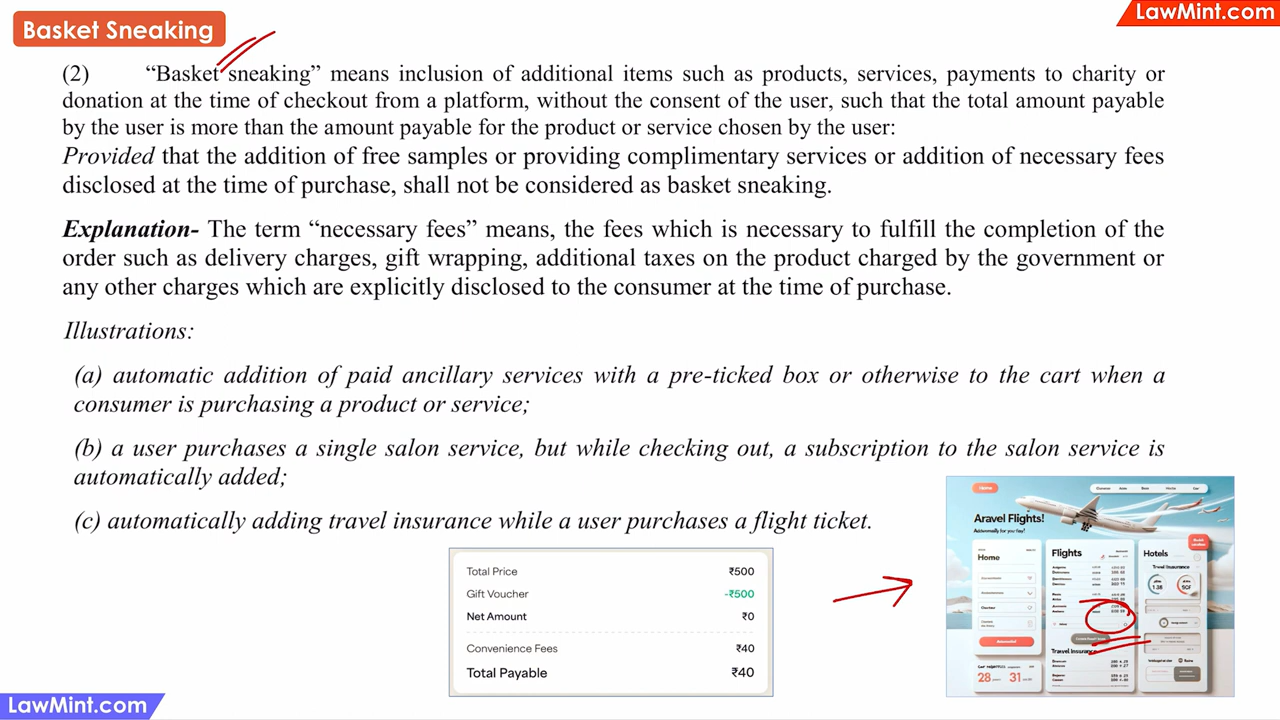 Basket Sneaking
LawMint.com
(2) “Basket sneaking” means inclusion of additional items such as products, services, payments to charity or
donation at the time of checkout from a platform, without the consent of the user, such that the total amount payable
by the user is more than the amount payable for the product or service chosen by the user:
Provided that the addition of free samples or providing complimentary services or addition of necessary fees
disclosed at the time of purchase, shall not be considered as basket sneaking.
Explanation- The term “necessary fees” means, the fees which is necessary to fulfill the completion of the
order such as delivery charges, gift wrapping, additional taxes on the product charged by the government or
any other charges which are explicitly disclosed to the consumer at the time of purchase.
Illustrations:
(a) automatic addition of paid ancillary services with a pre-ticked box or otherwise to the cart when a
consumer is purchasing a product or service;
(b) a user purchases a single salon service, but while checking out, a subscription to the salon service is
automatically added;
(c) automatically adding travel insurance while a user purchases a flight ticket.
Total Price ₹500
Gift Voucher -₹500
Net Amount ₹0
Convenience Fees ₹40
Total Payable ₹40
Aravel Flights!
Home
Flights
Hotels
28 31
LawMint.com